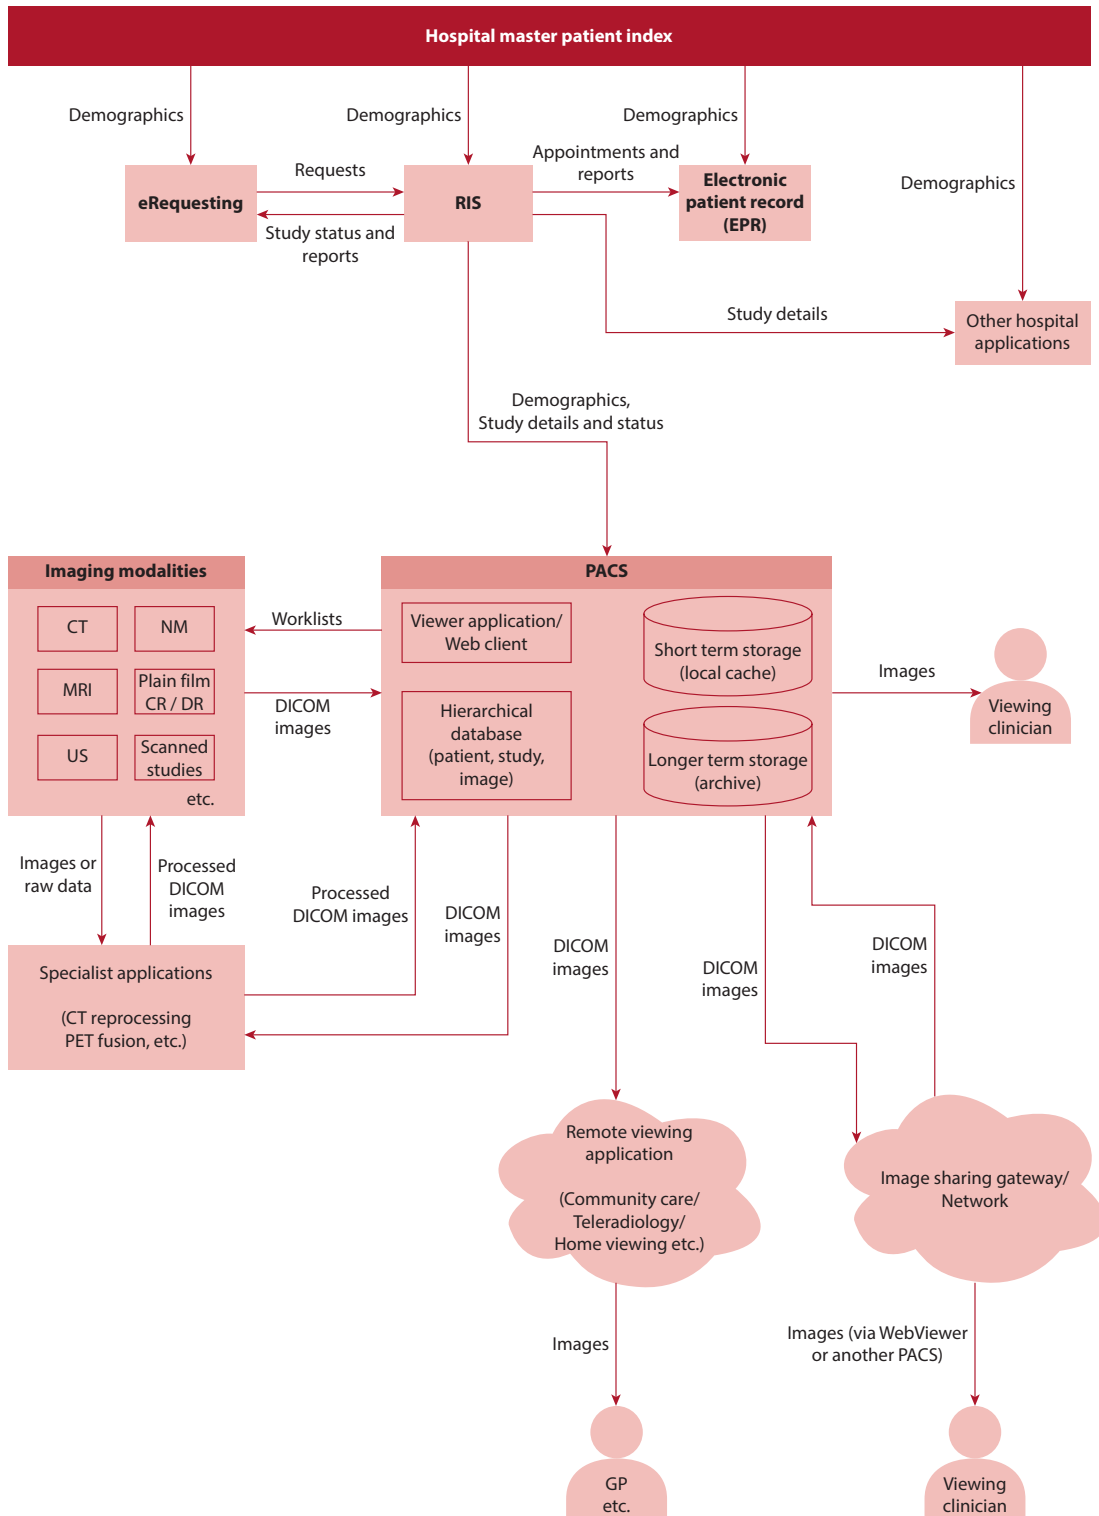 Hospital master patient index
Demographics
Demographics
Demographics
Demographics
eRequesting
Requests
Study status and
reports
RIS
Appointments and
reports
Electronic
patient record
(EPR)
Study details
Other hospital
applications
Demographics,
Study details and status
Imaging modalities
CT
NM
MRI
Plain film
CR / DR
US
Scanned
studies
etc.
Worklists
DICOM
images
PACS
Viewer application/
Web client
Hierarchical
database
(patient, study,
image)
Short term storage
(local cache)
Longer term storage
(archive)
Images
Viewing
clinician
Images or
raw data
Processed
DICOM
images
Processed
DICOM images
DICOM
images
DICOM
images
DICOM
images
DICOM
images
Specialist applications
(CT reprocessing
PET fusion, etc.)
Remote viewing
application
(Community care/
Teleradiology/
Home viewing etc.)
Image sharing gateway/
Network
Images
Images (via WebViewer
or another PACS)
GP
etc.
Viewing
clinician